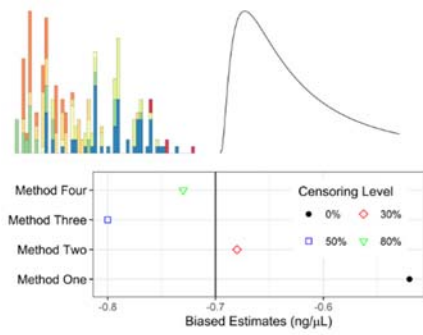 Method Four
Method Three
Method Two
Method One
Censoring Level
0%
30%
50%
80%
-0.8
-0.7
-0.6
Biased Estimates (ng/µL)